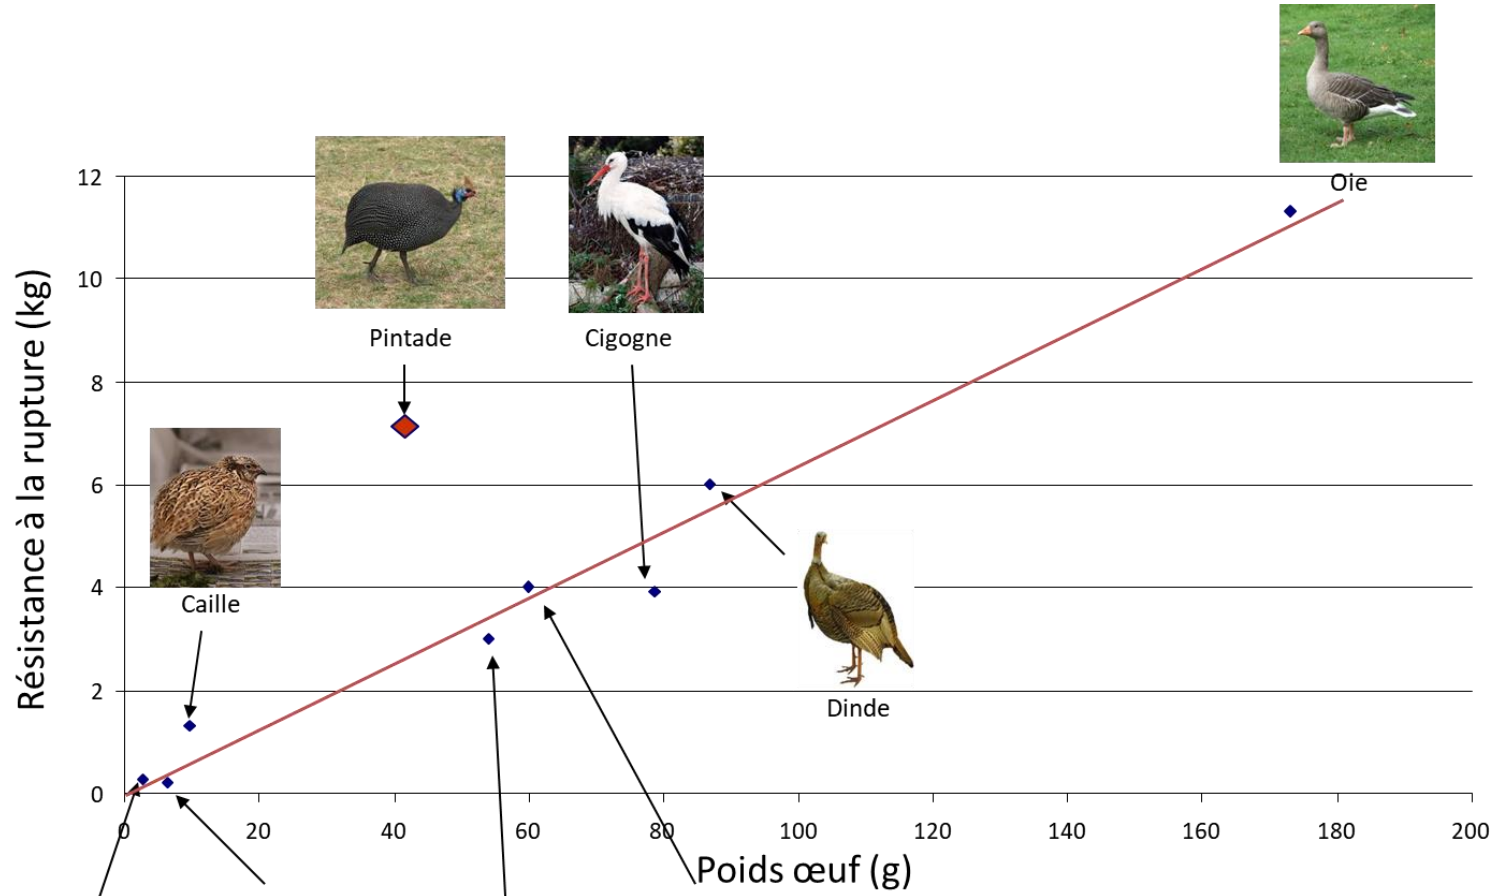 Oie
12
10
8
6
4
2
0
Résistance à la rupture (kg)
Pintade
Cigogne
Caille
Dinde
0 20 40 60 80 100 120 140 160 180 200
Poids œuf (g)